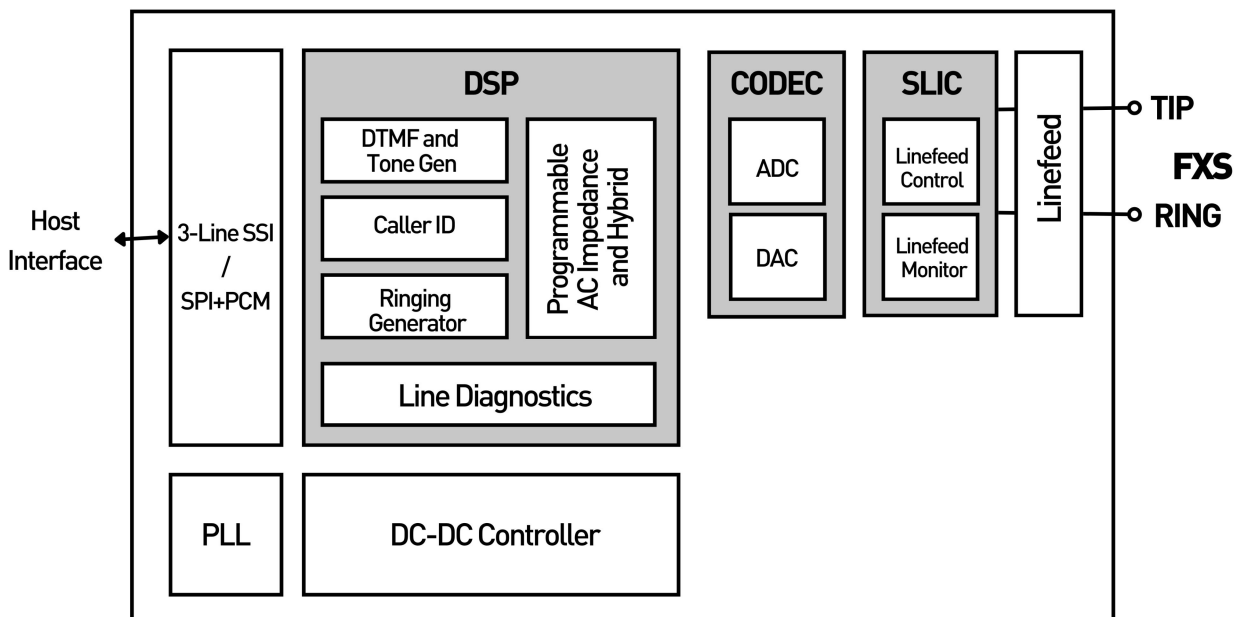 Host
Interface
3-Line SSI
/
SPI+PCM
DSP
DTMF and
Tone Gen
Caller ID
Ringing
Generator
Programmable
AC Impedance
and Hybrid
Line Diagnostics
CODEC
ADC
DAC
SLIC
Linefeed
Control
Linefeed
Monitor
Linefeed
TIP
FXS
RING
PLL
DC-DC Controller